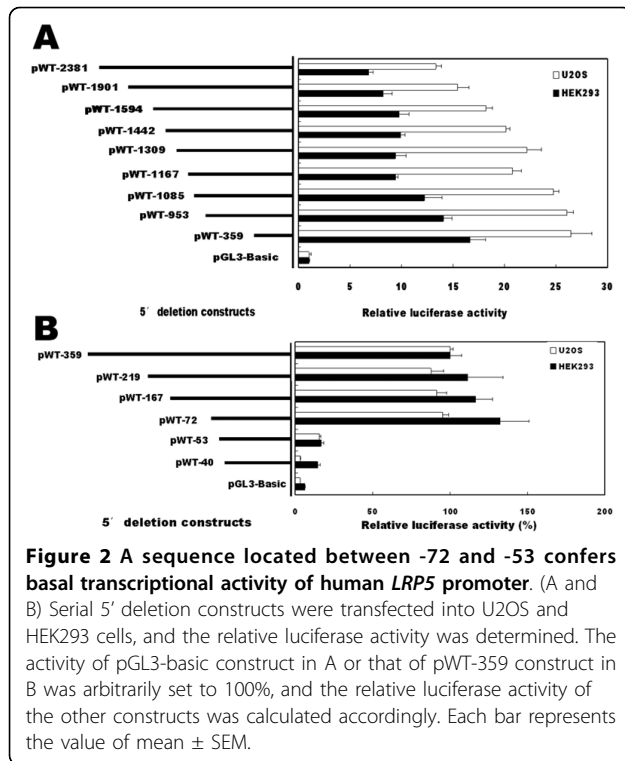 A
pWT-2381
pWT-1901
pWT-1594
pWT-1442
pWT-1309
pWT-1167
pWT-1085
pWT-953
pWT-359
pGL3-Basic
U2OS
HEK293
0 5 10 15 20 25 30
5´ deletion constructs Relative luciferase activity
B
pWT-359
pWT-219
pWT-167
pWT-72
pWT-53
pWT-40
pGL3-Basic
U2OS
HEK293
0 50 100 150 200
5´ deletion constructs Relative luciferase activity (%)
Figure 2 A sequence located between -72 and -53 confers
basal transcriptional activity of human LRP5 promoter. (A and
B) Serial 5’ deletion constructs were transfected into U2OS and
HEK293 cells, and the relative luciferase activity was determined. The
activity of pGL3-basic construct in A or that of pWT-359 construct in
B was arbitrarily set to 100%, and the relative luciferase activity of
the other constructs was calculated accordingly. Each bar represents
the value of mean ± SEM.